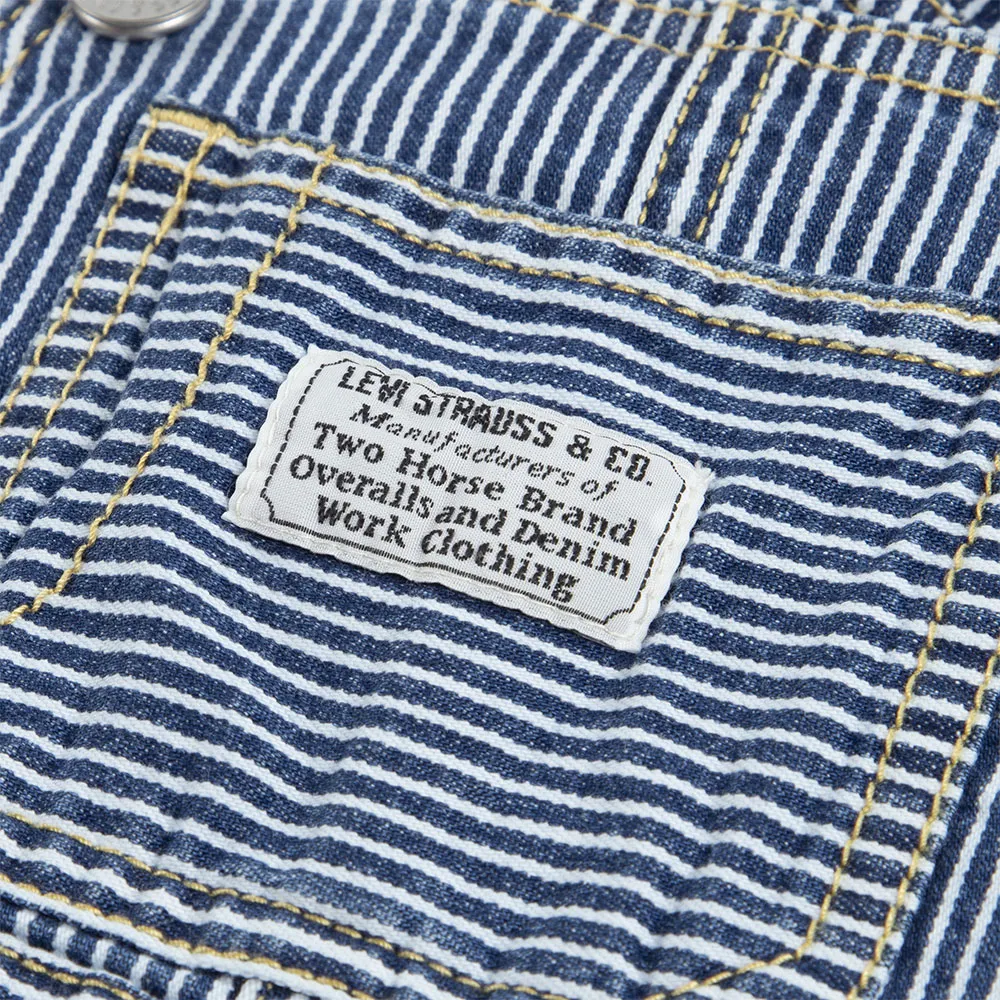 LEVI STRAUSS & CO.
Manufacturers of
Two Horse Brand
Overalls and Denim
Work Clothing